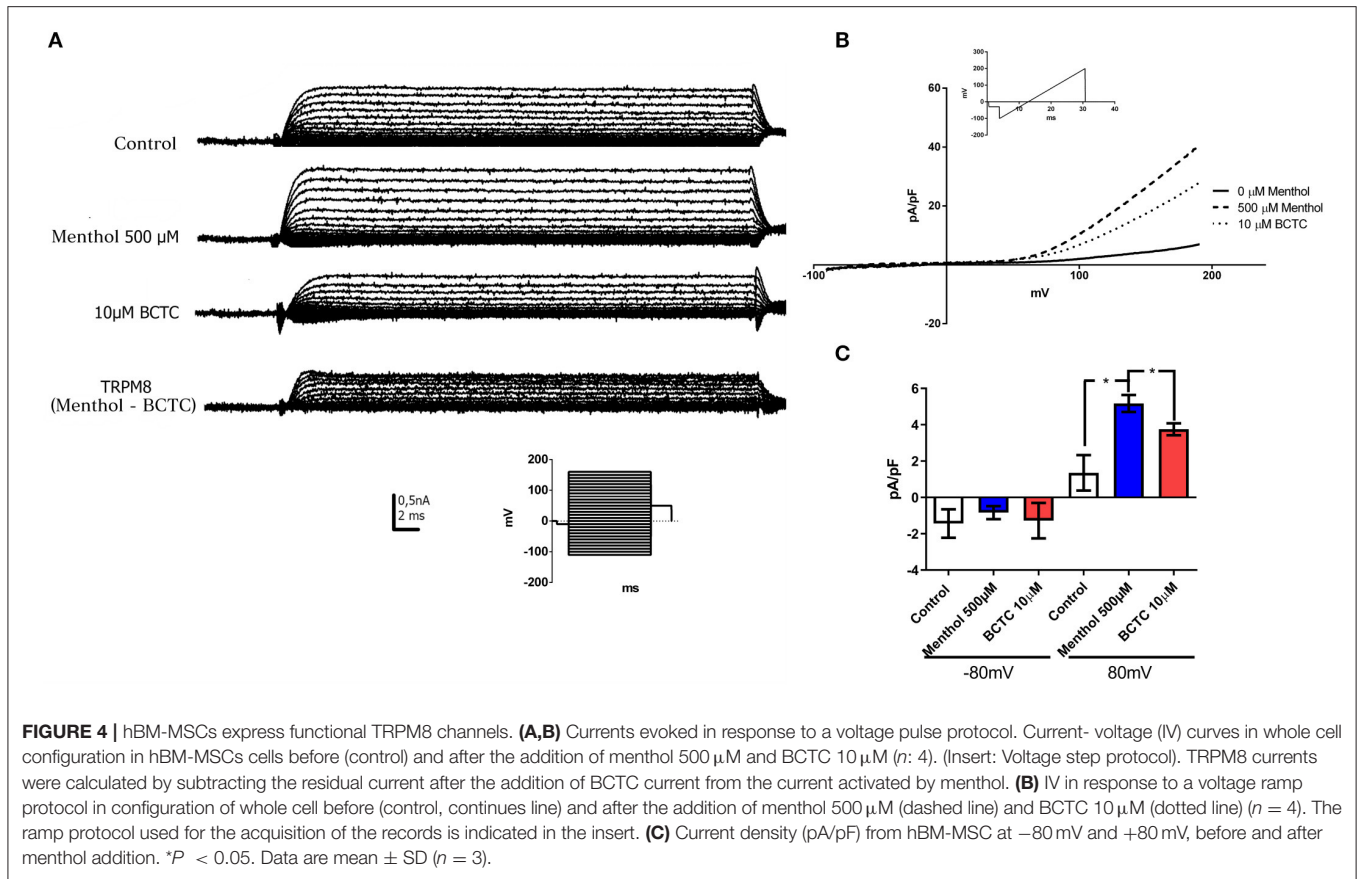 A
Control
Menthol 500 µM
10µM BCTC
TRPM8
(Menthol - BCTC)
0,5nA
2 ms
200
100
0
-100
-200
mV
ms
B
300
200
100
0
-100
-200
mV
10
20
30
40
ms
60
40
20
-20
pA/pF
-100
100
200
mV
0 µM Menthol
500 µM Menthol
10 µM BCTC
C
6
4
2
0
-2
-4
pA/pF
*
*
Control
Menthol 500µM
BCTC 10µM
Control
Menthol 500µM
BCTC 10µM
-80mV
80mV
FIGURE 4 | hBM-MSCs express functional TRPM8 channels. (A,B) Currents evoked in response to a voltage pulse protocol. Current- voltage (IV) curves in whole cell
configuration in hBM-MSCs cells before (control) and after the addition of menthol 500 µM and BCTC 10 µM (n: 4). (Insert: Voltage step protocol). TRPM8 currents
were calculated by subtracting the residual current after the addition of BCTC current from the current activated by menthol. (B) IV in response to a voltage ramp
protocol in configuration of whole cell before (control, continues line) and after the addition of menthol 500 µM (dashed line) and BCTC 10 µM (dotted line) (n = 4). The
ramp protocol used for the acquisition of the records is indicated in the insert. (C) Current density (pA/pF) from hBM-MSC at −80 mV and +80 mV, before and after
menthol addition. *P < 0.05. Data are mean ± SD (n = 3).